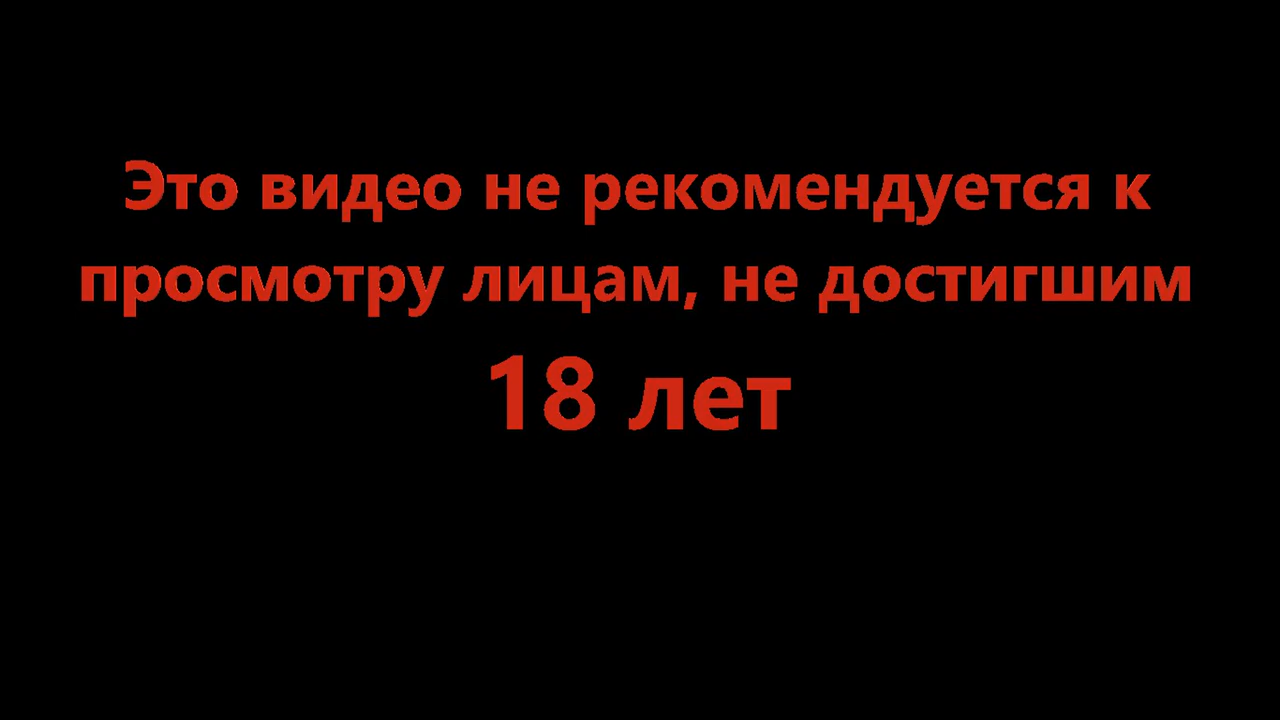 Это видео не рекомендуется к
просмотру лицам, не достигшим
18 лет